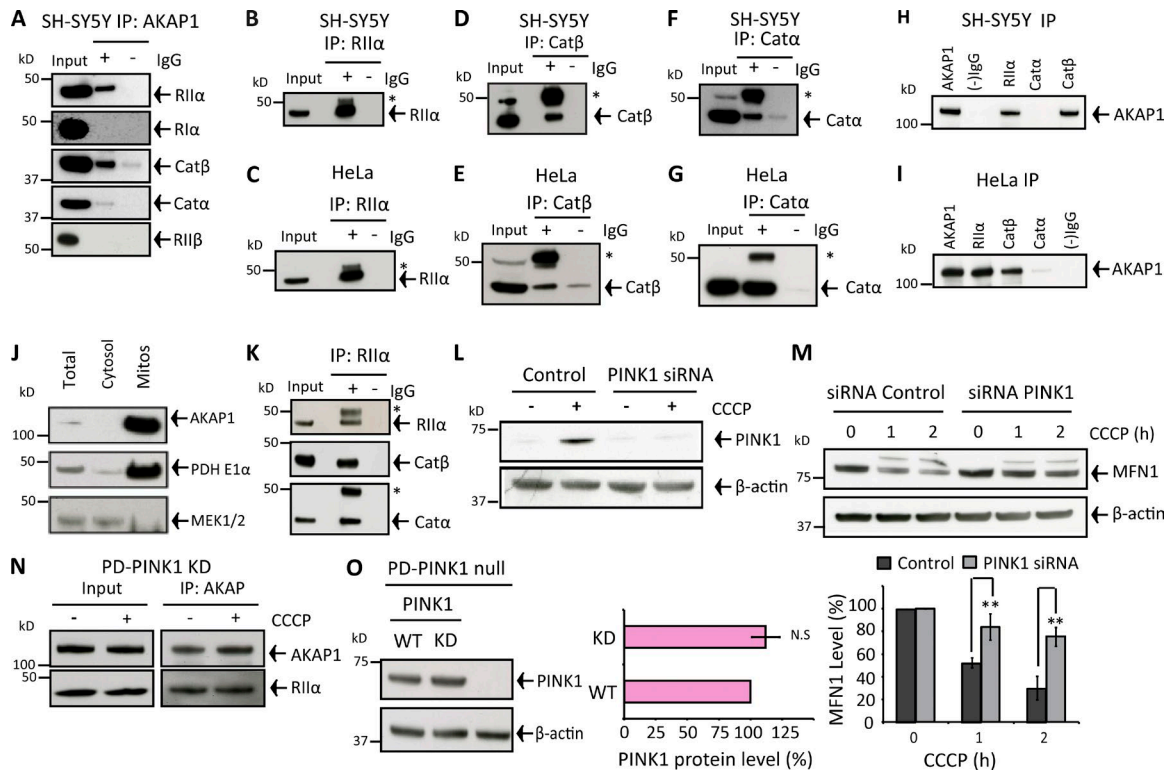 A
SH-SY5Y IP: AKAP1
kD Input + - IgG
50
RIIα
50
RIα
Catβ
37
Catα
37
RIIβ
50
B
SH-SY5Y
IP: RIIα
kD Input + - IgG
50
*
RIIα
C
HeLa
IP: RIIα
kD Input + - IgG
50
*
RIIα
D
SH-SY5Y
IP: Catβ
kD Input + - IgG
50
*
Catβ
E
HeLa
IP: Catβ
kD Input + - IgG
50
*
Catβ
F
SH-SY5Y
IP: Catα
kD Input + - IgG
50
*
Catα
G
HeLa
IP: Catα
kD Input + -
50
*
Catα
H
SH-SY5Y IP
kD AKAP1 (-)IgG RIIα Catα Catβ
100
AKAP1
I
HeLa IP
kD AKAP1 RIIα Catβ Catα (-)IgG
100
AKAP1
J
kD Total Cytosol Mitos
AKAP1
100
PDH E1α
50
MEK1/2
K
IP: RIIα
kD Input + - IgG
50
*
RIIα
Catβ
50
*
Catα
L
Control PINK1 siRNA
kD - + - + CCCP
75
PINK1
β-actin
37
M
siRNA Control siRNA PINK1
kD 0 1 2 0 1 2 CCCP (h)
75
MFN1
β-actin
37
Control PINK1 siRNA
MFN1 Level (%)
100
80
60
40
20
0
**
**
0 1 2
CCCP (h)
N
PD-PINK1 KD
Input IP: AKAP
kD - + - + CCCP
AKAP1
100
50
RIIα
O
PD-PINK1 null
PINK1
kD WT KD
75
PINK1
β-actin
37
KD
N.S
WT
0 25 50 75 100 125
PINK1 protein level (%)